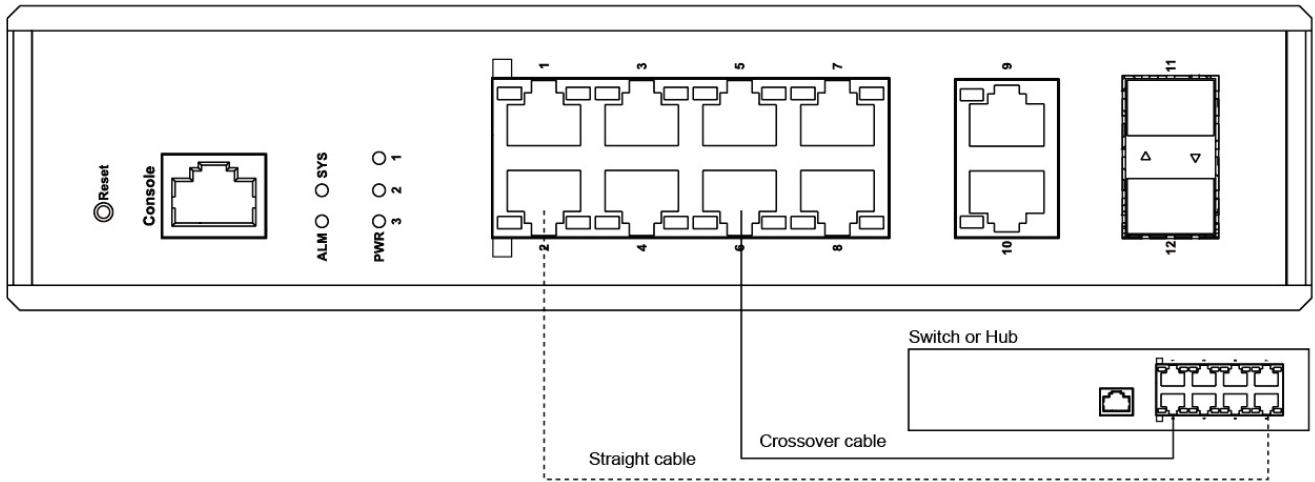 Reset
Console
ALM SYS
PWR 3 2 1
1 3 5 7
2 4 6 8
9
10
11
12
Switch or Hub
Crossover cable
Straight cable